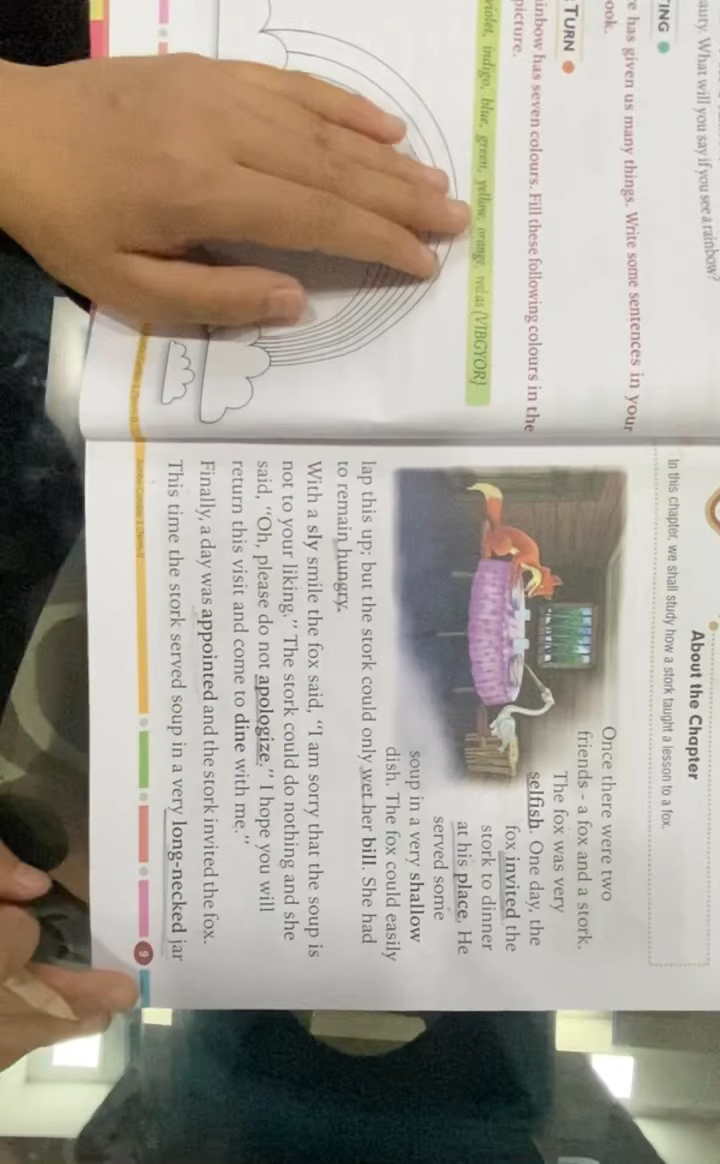 auty. What will you say if you see a rainbow?
TING
re has given us many things. Write some sentences in your
ook.
TURN
ainbow has seven colours. Fill these following colours in the
picture.
violet, indigo, blue, green, yellow, orange, red as (VIBGYOR)
About the Chapter
In this chapter, we shall study how a stork taught a lesson to a fox.
Once there were two
friends - a fox and a stork.
The fox was very
selfish. One day, the
fox invited the
stork to dinner
at his place. He
served some
soup in a very shallow
dish. The fox could easily
lap this up; but the stork could only wet her bill. She had
to remain hungry.
With a sly smile the fox said, "I am sorry that the soup is
not to your liking." The stork could do nothing and she
said, "Oh, please do not apologize." I hope you will
return this visit and come to dine with me."
Finally, a day was appointed and the stork invited the fox.
This time the stork served soup in a very long-necked jar
9